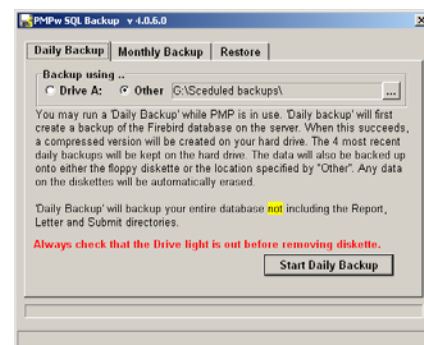 PMPw SQL Backup v 4.0.6.0
Daily Backup Monthly Backup Restore
Backup using ..
Drive A: Other G:\Sceduled backups\ ...
You may run a 'Daily Backup' while PMP is in use. 'Daily backup' will first
create a backup of the Firebird database on the server. When this succeeds,
a compressed version will be created on your hard drive. The 4 most recent
daily backups will be kept on the hard drive. The data will also be backed up
onto either the floppy diskette or the location specified by "Other". Any data
on the diskettes will be automatically erased.
'Daily Backup' will backup your entire database not including the Report,
Letter and Submit directories.
Always check that the Drive light is out before removing diskette.
Start Daily Backup